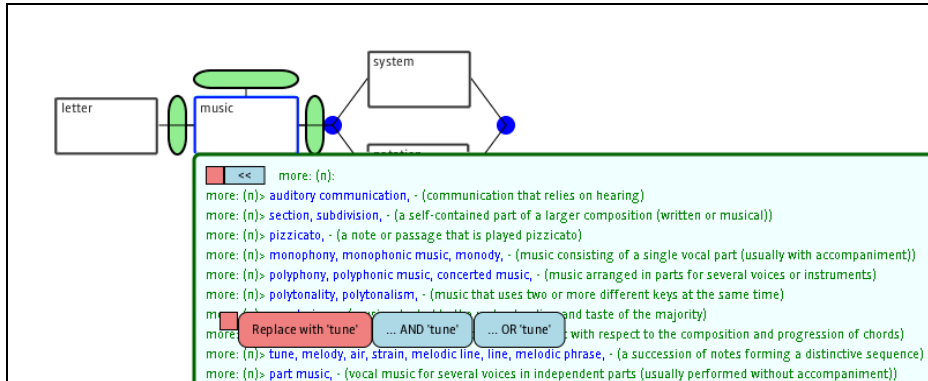 system
letter
music
<< more: (n):
more: (n)> auditory communication, - (communication that relies on hearing)
more: (n)> section, subdivision, - (a self-contained part of a larger composition (written or musical))
more: (n)> pizzicato, - (a note or passage that is played pizzicato)
more: (n)> monophony, monophonic music, monody, - (music consisting of a single vocal part (usually with accompaniment))
more: (n)> polyphony, polyphonic music, concerted music, - (music arranged in parts for several voices or instruments)
more: (n)> polytonality, polytonalism, - (music that uses two or more different keys at the same time)
and taste of the majority)
Replace with 'tune' ... AND 'tune' ... OR 'tune'
with respect to the composition and progression of chords)
more: (n)> tune, melody, air, strain, melodic line, line, melodic phrase, - (a succession of notes forming a distinctive sequence)
more: (n)> part music, - (vocal music for several voices in independent parts (usually performed without accompaniment))